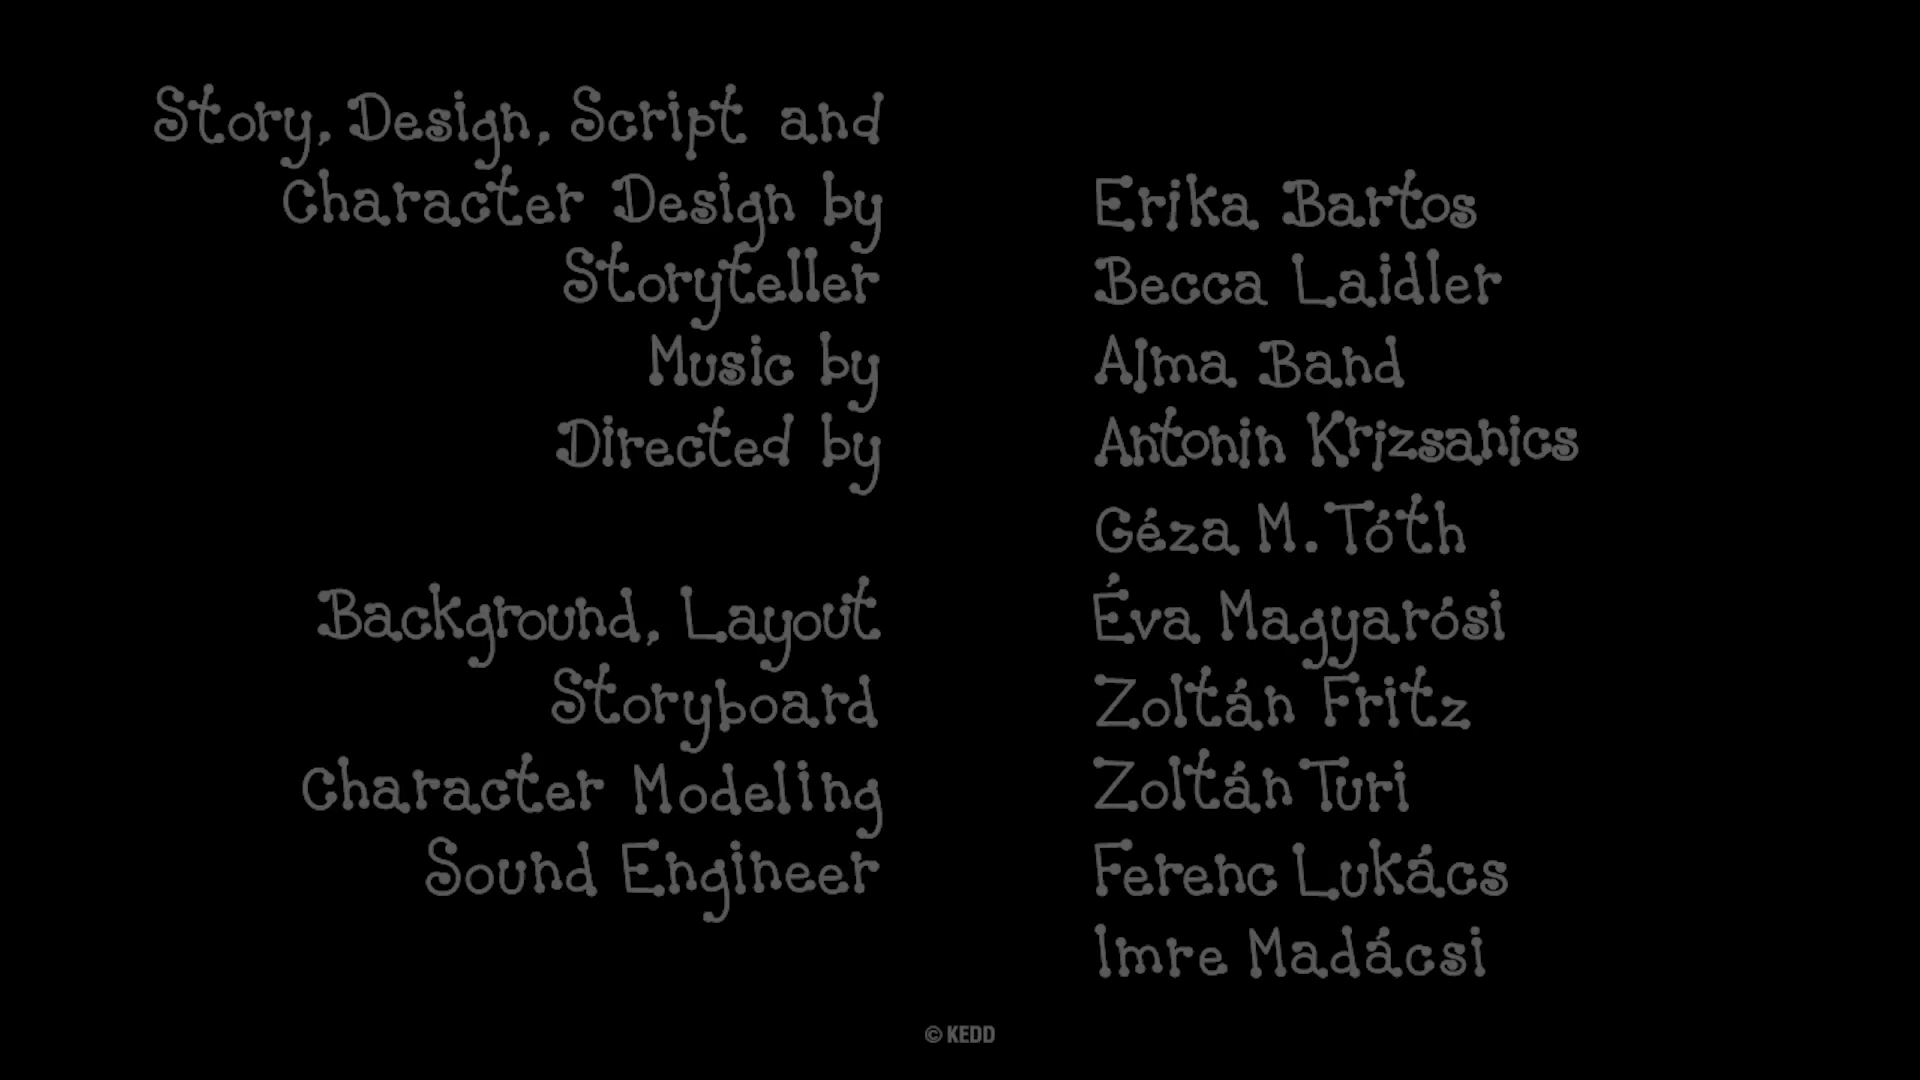 Story, Design, Script and
Character Design by Erika Bartos
Storyteller Becca Laidler
Music by Alma Band
Directed by Antonin Krizsanics
Géza M. Tóth
Background, Layout Éva Magyarósi
Storyboard Zoltán Fritz
Character Modeling Zoltán Turi
Sound Engineer Ferenc Lukács
Imre Madácsi
© KEDD